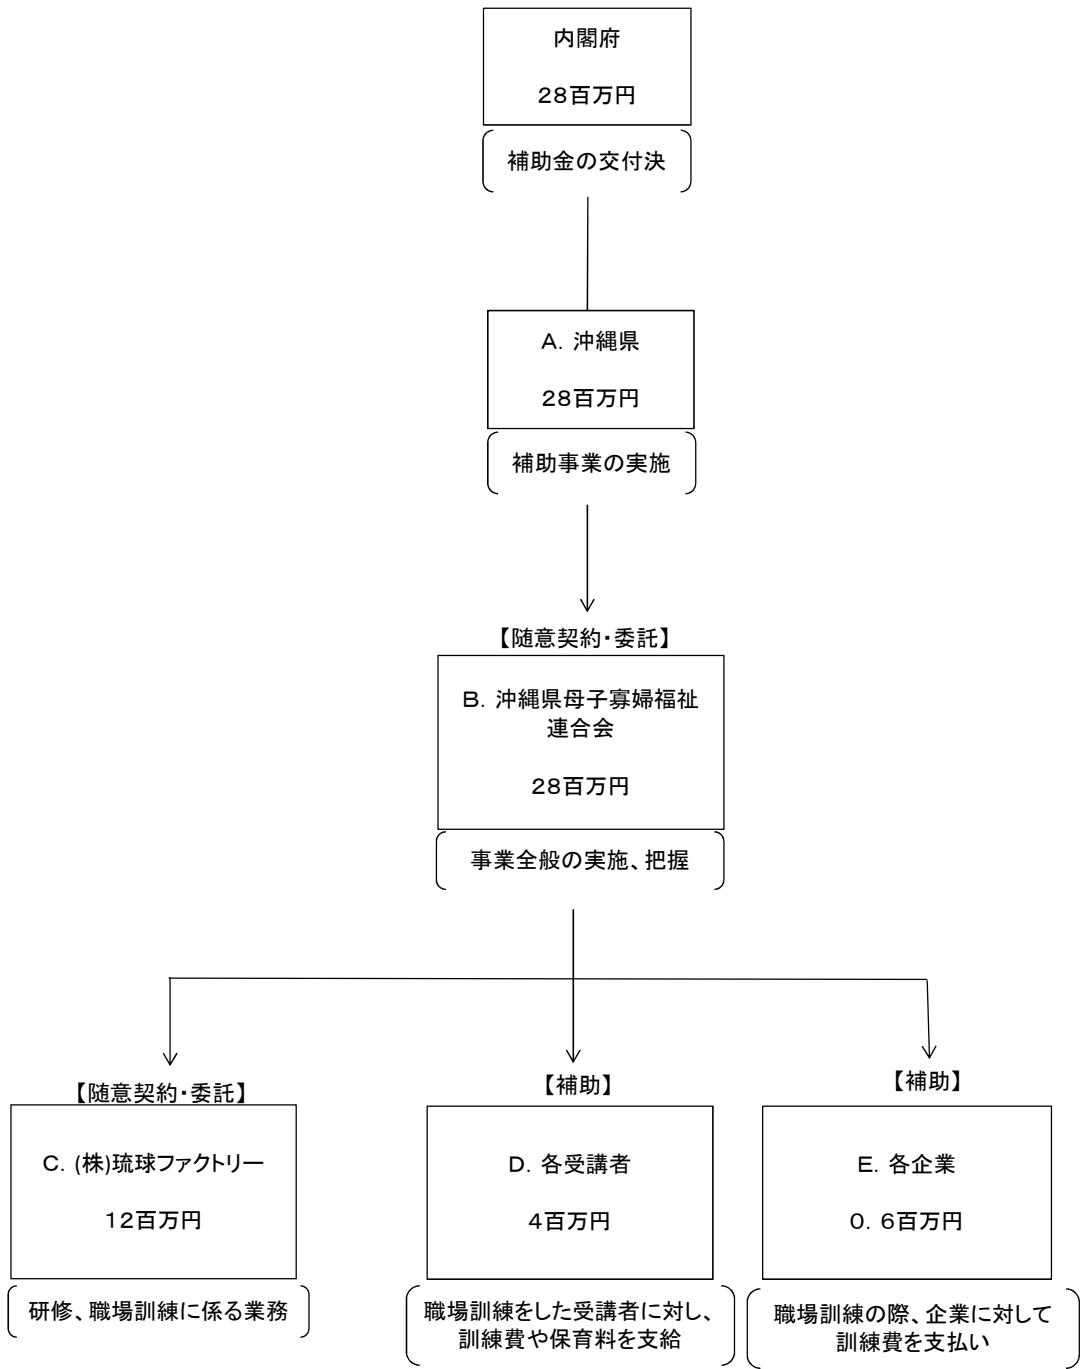 内閣府
28百万円
補助金の交付決
A. 沖縄県
28百万円
補助事業の実施
【随意契約・委託】
B. 沖縄県母子寡婦福祉
連合会
28百万円
事業全般の実施、把握
【随意契約・委託】
C. (株)琉球ファクトリー
12百万円
研修、職場訓練に係る業務
【補助】
D. 各受講者
4百万円
職場訓練をした受講者に対し、
訓練費や保育料を支給
【補助】
E. 各企業
0. 6百万円
職場訓練の際、企業に対して
訓練費を支払い